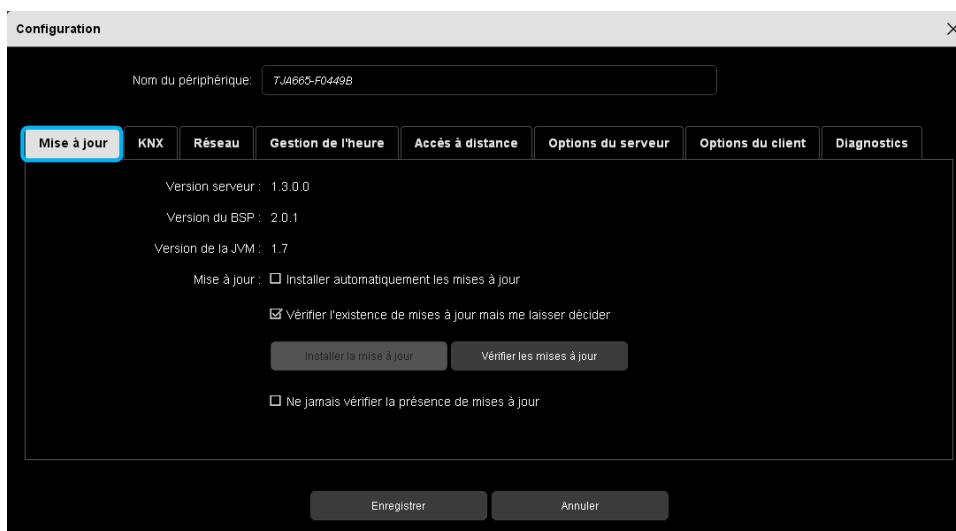 Configuration
Nom du périphérique: TJA665-F0449B
Mise à jour KNX Réseau Gestion de l'heure Accès à distance Options du serveur Options du client Diagnostics
Version serveur : 1.3.0.0
Version du BSP : 2.0.1
Version de la JVM : 1.7
Mise à jour : Installer automatiquement les mises à jour
Vérifier l'existence de mises à jour mais me laisser décider
Installer la mise à jour Vérifier les mises à jour
Ne jamais vérifier la présence de mises à jour
Enregistrer Annuler